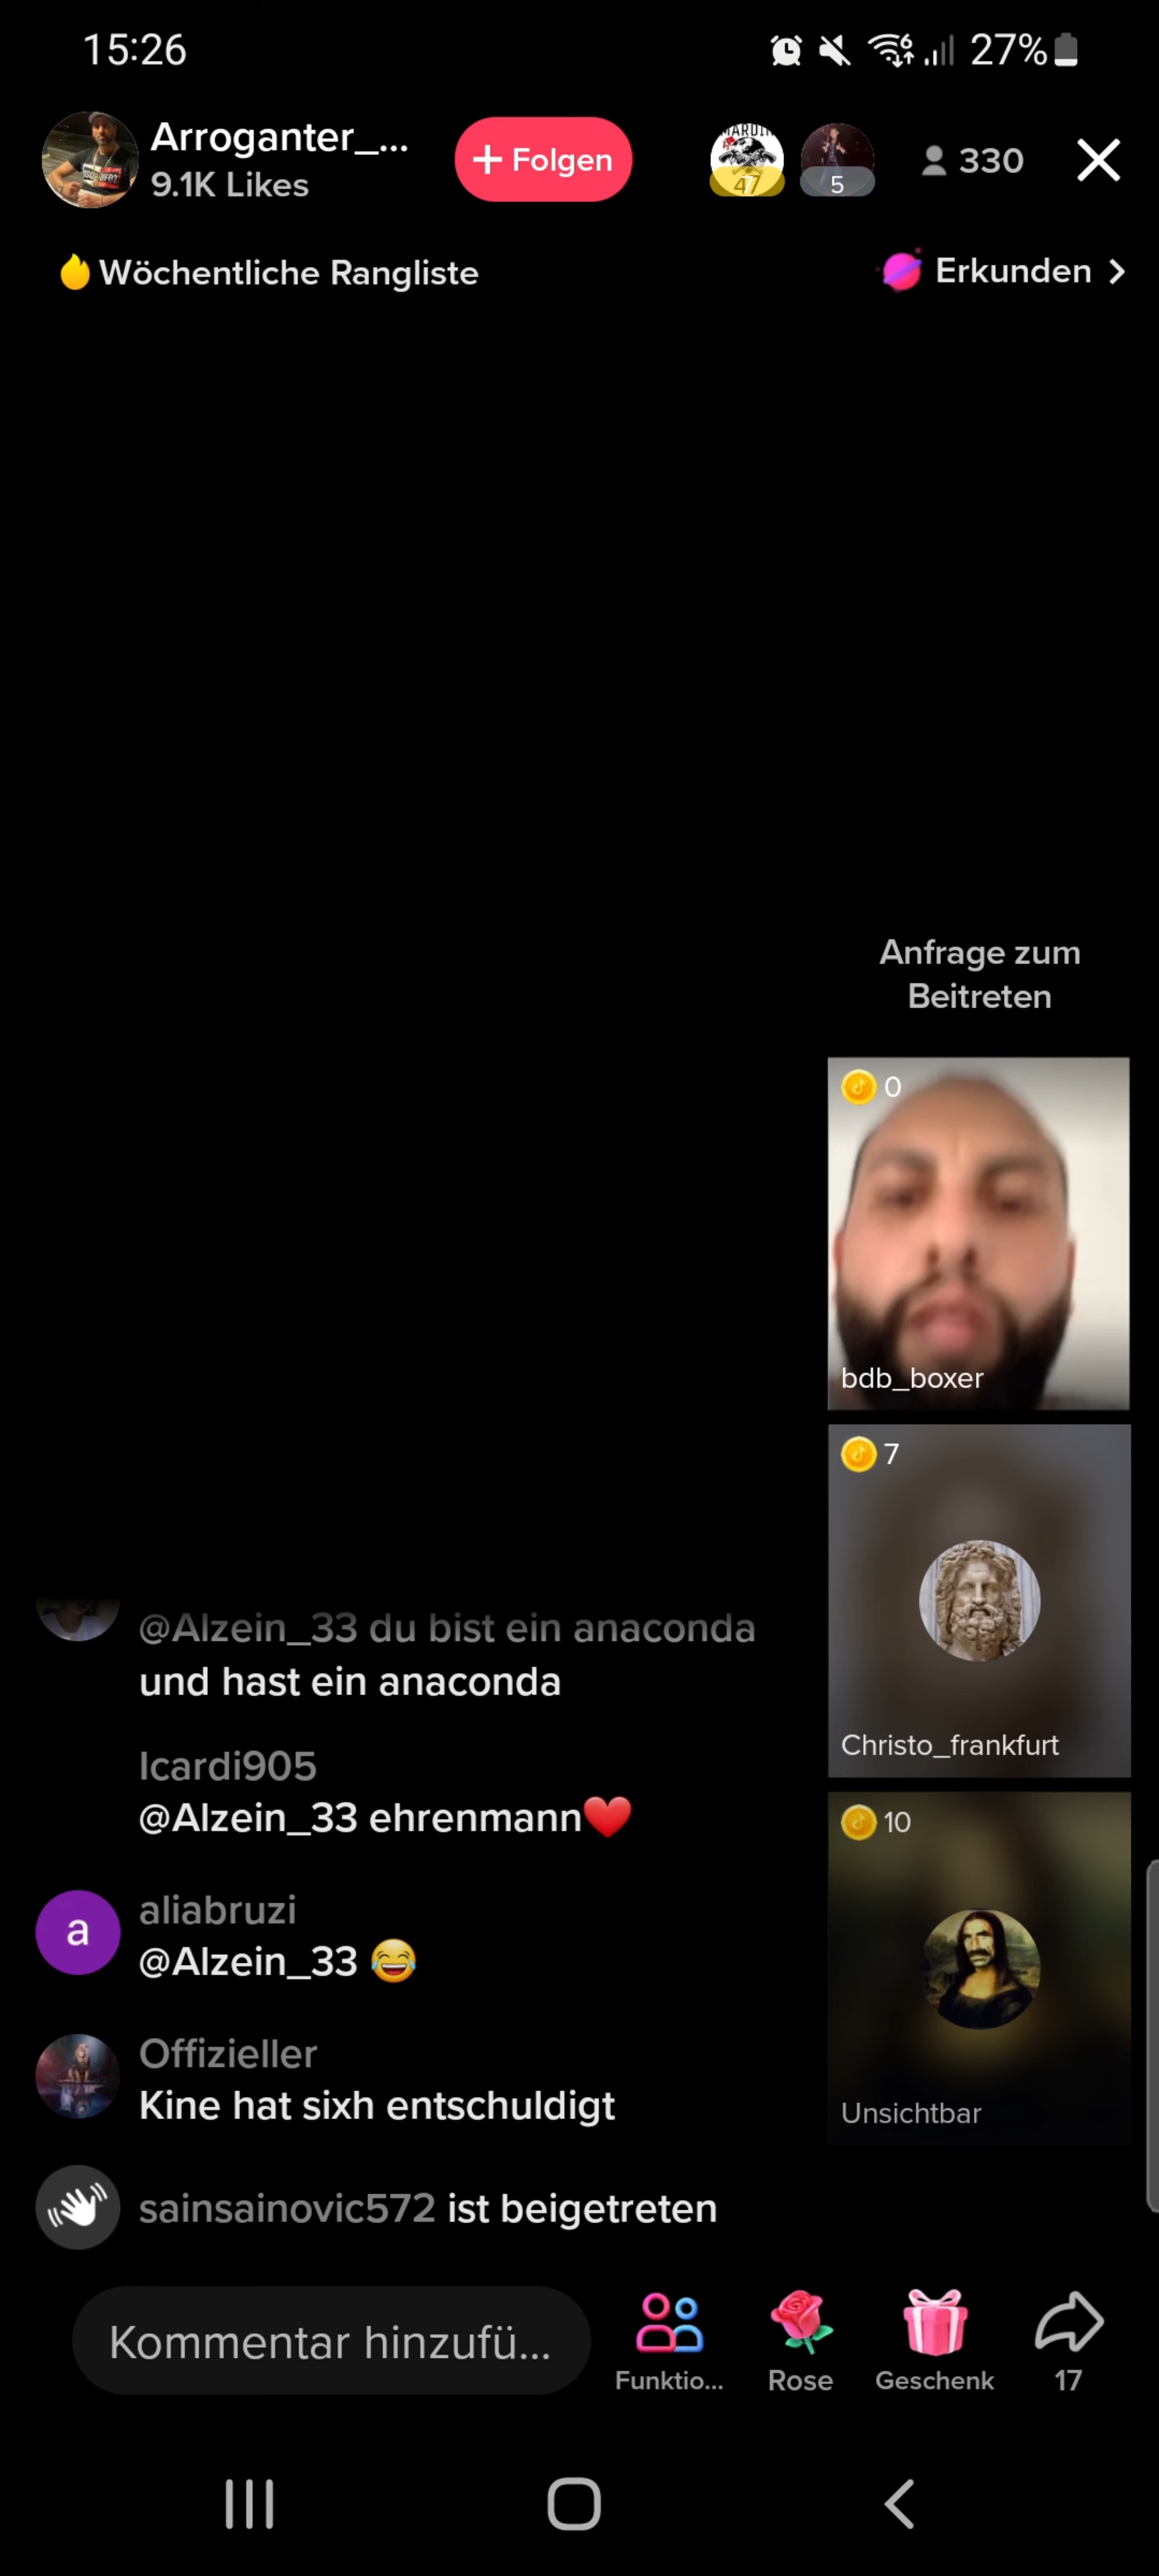 15:26
27%
Arroganter_...
9.1K Likes
+ Folgen
MARDIN
47
5
330
Wöchentliche Rangliste
Erkunden >
Anfrage zum
Beitreten
0
bdb_boxer
7
Christo_frankfurt
10
Unsichtbar
@Alzein_33 du bist ein anaconda
und hast ein anaconda
Icardi905
@Alzein_33 ehrenmann❤️
a
aliabruzi
@Alzein_33 😂
Offizieller
Kine hat sixh entschuldigt
sainsainovic572 ist beigetreten
Kommentar hinzufü...
Funktio...
Rose
Geschenk
17